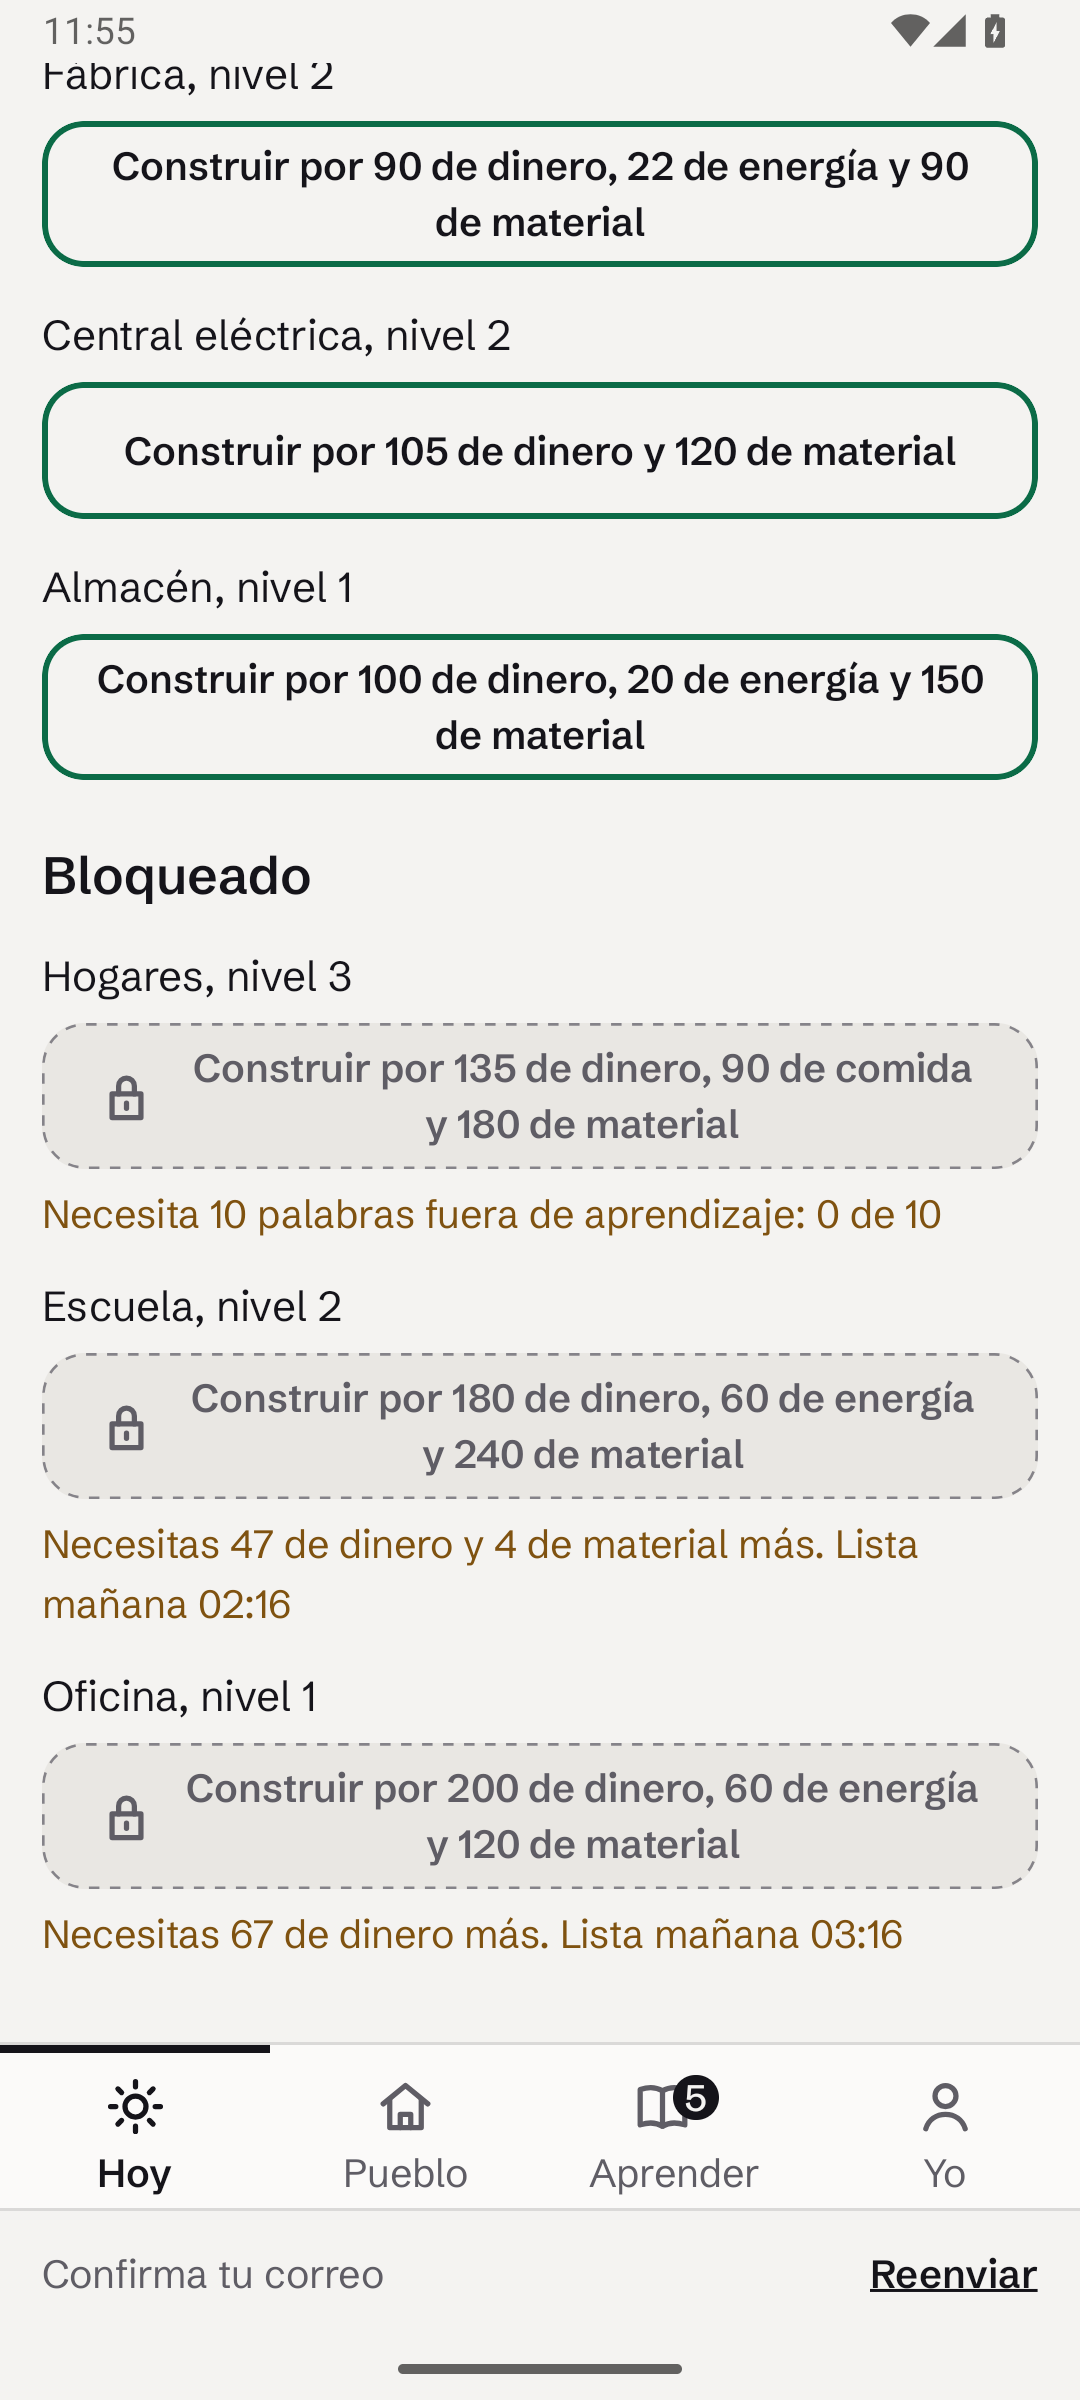 11:55
Fábrica, nivel 2
Construir por 90 de dinero, 22 de energía y 90
de material
Central eléctrica, nivel 2
Construir por 105 de dinero y 120 de material
Almacén, nivel 1
Construir por 100 de dinero, 20 de energía y 150
de material
Bloqueado
Hogares, nivel 3
Construir por 135 de dinero, 90 de comida
y 180 de material
Necesita 10 palabras fuera de aprendizaje: 0 de 10
Escuela, nivel 2
Construir por 180 de dinero, 60 de energía
y 240 de material
Necesitas 47 de dinero y 4 de material más. Lista
mañana 02:16
Oficina, nivel 1
Construir por 200 de dinero, 60 de energía
y 120 de material
Necesitas 67 de dinero más. Lista mañana 03:16
5
Hoy Pueblo Aprender Yo
Confirma tu correo Reenviar